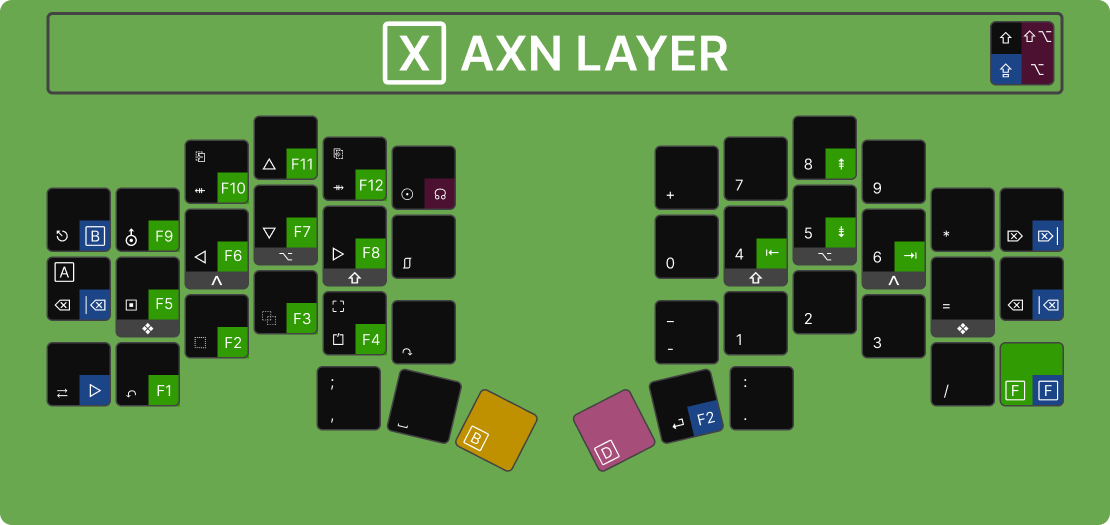 X AXN LAYER
⇧ ⇧⌥
⌥
F11
F10
F12
8
7
9
+
B
F9
F7
*
F6
F8
5
4
6
0
⌥
⌥
A
^
⇧
⇧
^
⌫
F5
F3
2
=
⌫
❖
F2
F4
–
-
1
3
❖
F1
;
,
:
.
/
F
F
F2
B
D